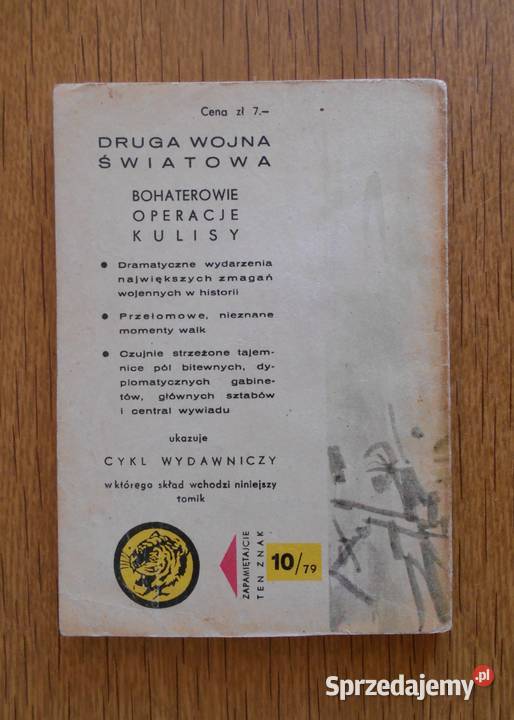 Cena zł 7.–
DRUGA WOJNA
ŚWIATOWA
BOHATEROWIE
OPERACJE
KULISY
● Dramatyczne wydarzenia
największych zmagań
wojennych w historii
● Przełomowe, nieznane
momenty walk
● Czujnie strzeżone tajem-
nice pól bitewnych, dy-
plomatycznych gabine-
tów, głównych sztabów
i central wywiadu
ukazuje
CYKL WYDAWNICZY
w którego skład wchodzi niniejszy
tomik
ZAPAMIĘTAJCIE
TEN ZNAK
10/79
Sprzedajemy.pl